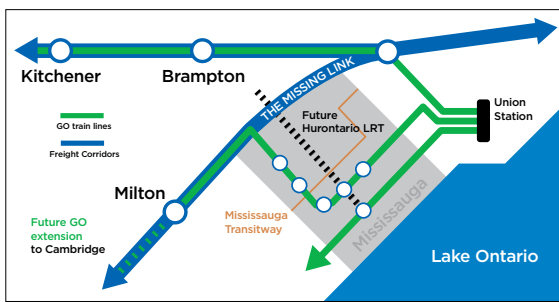 Kitchener
Brampton
THE MISSING LINK
Union
Station
Future
Hurontario LRT
GO train lines
Freight Corridors
Milton
Mississauga
Transitway
Mississauga
Future GO
extension
to Cambridge
Lake Ontario